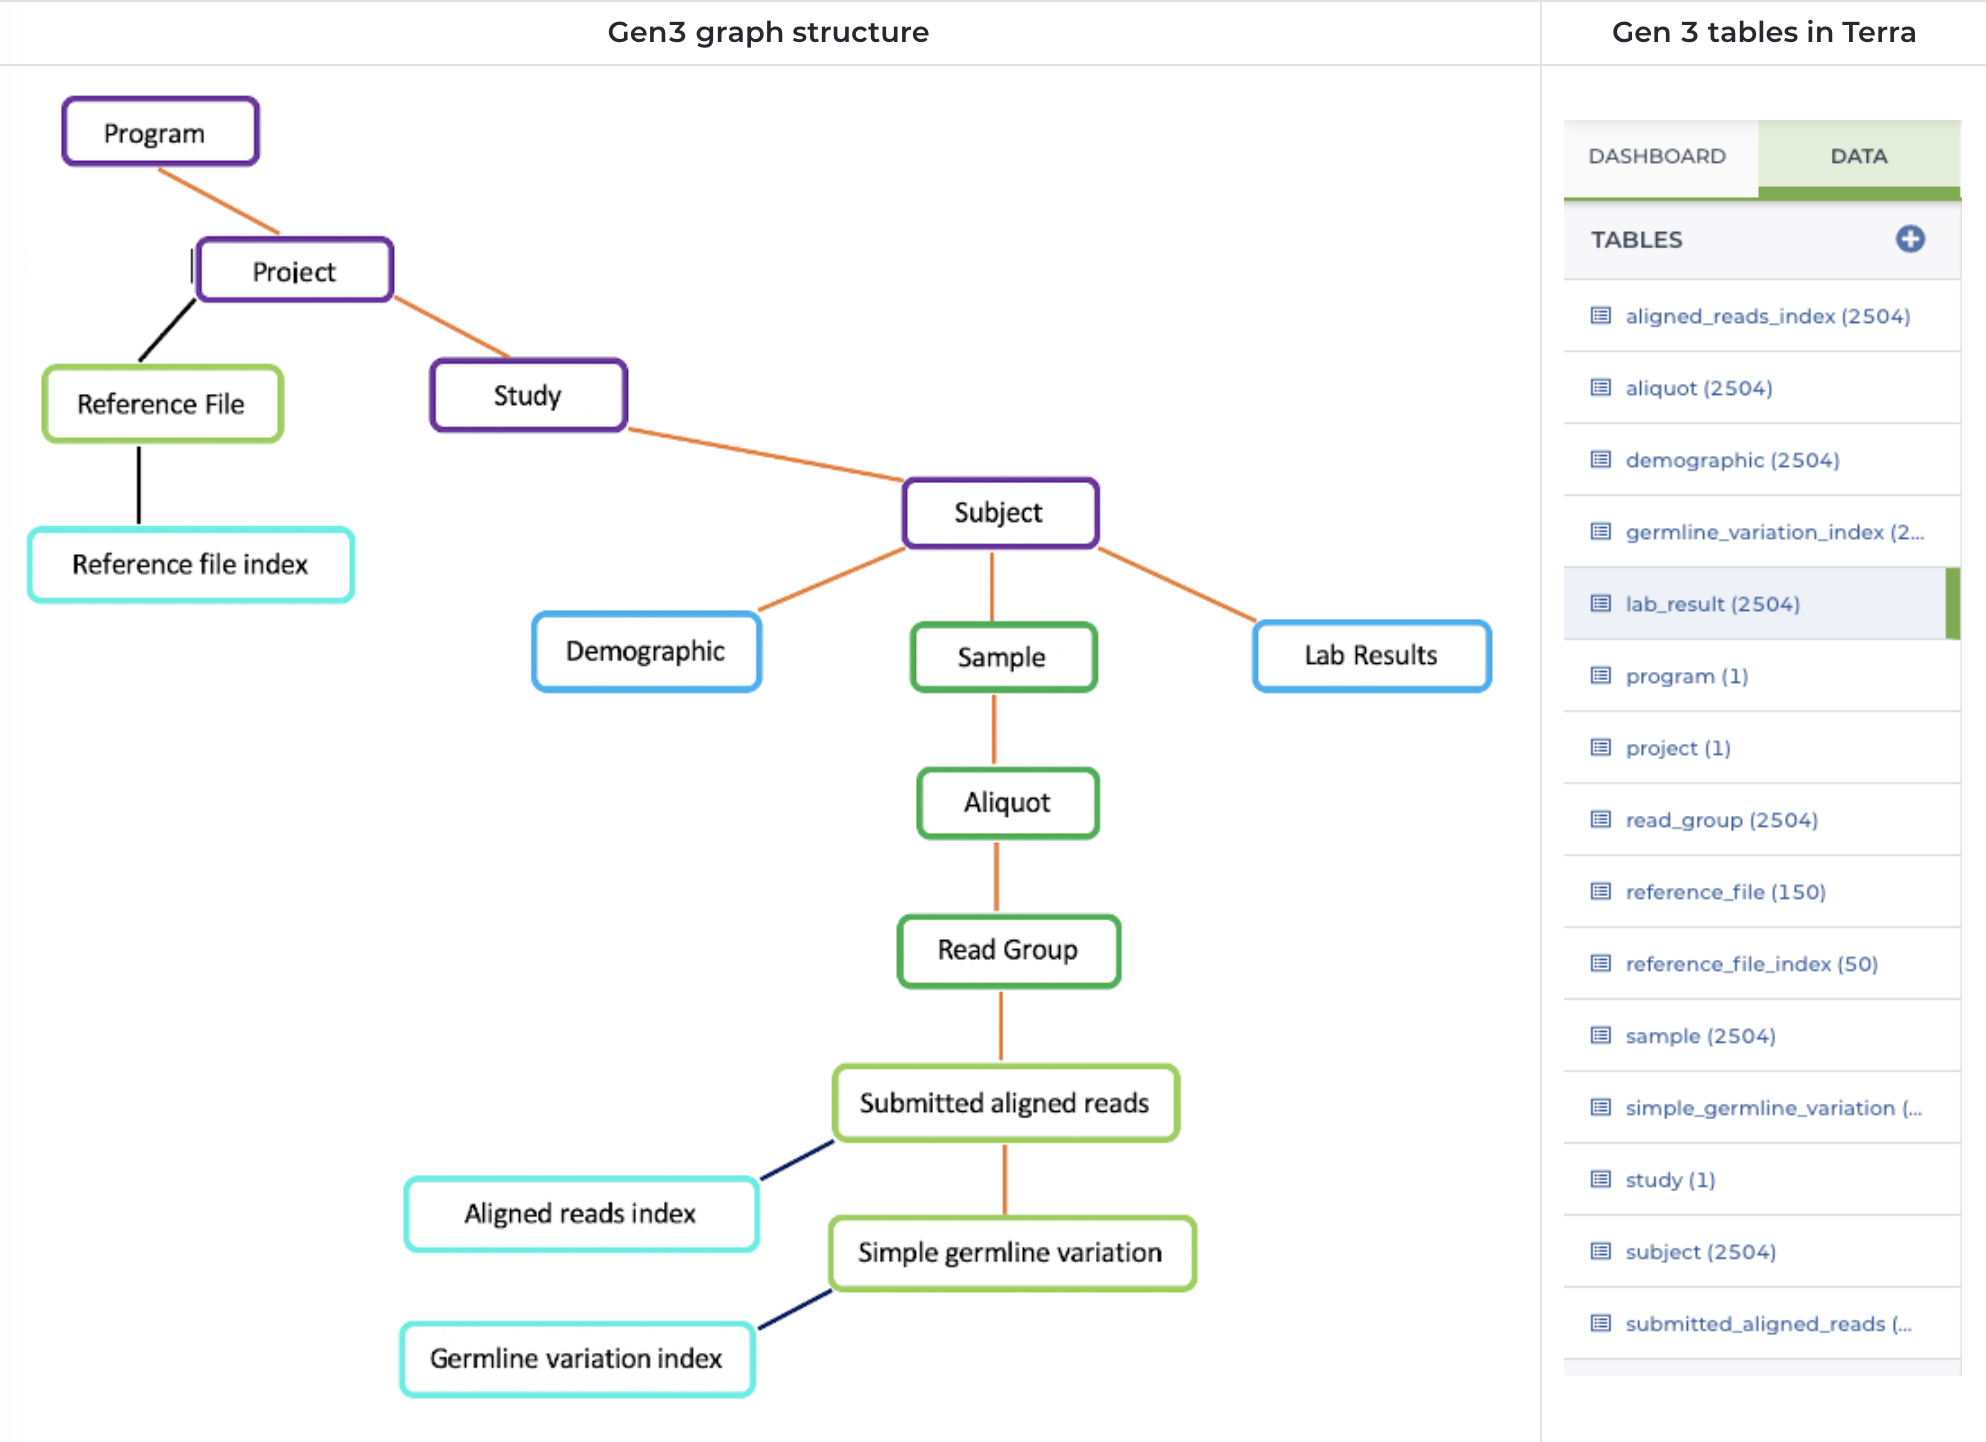 Gen3 graph structure
Gen 3 tables in Terra
Program
Project
Reference File
Study
Reference file index
Subject
Demographic
Sample
Lab Results
Aliquot
Read Group
Submitted aligned reads
Aligned reads index
Simple germline variation
Germline variation index
DASHBOARD
DATA
TABLES
aligned_reads_index (2504)
aliquot (2504)
demographic (2504)
germline_variation_index (2...
lab_result (2504)
program (1)
project (1)
read_group (2504)
reference_file (150)
reference_file_index (50)
sample (2504)
simple_germline_variation (...
study (1)
subject (2504)
submitted_aligned_reads (...